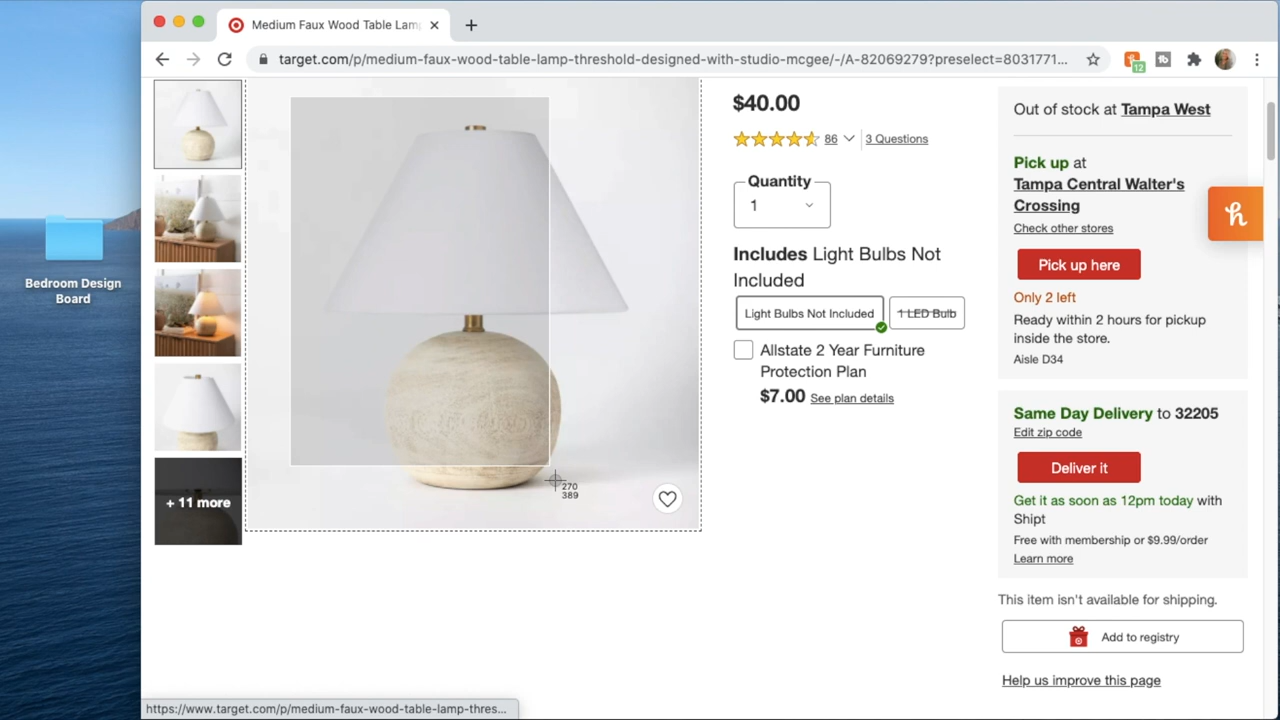 Medium Faux Wood Table Lam
target.com/p/medium-faux-wood-table-lamp-threshold-designed-with-studio-mcgee/-/A-82069279?preselect=8031771...
12
Bedroom Design
Board
+ 11 more
270
389
$40.00
86
3 Questions
Quantity
1
Includes Light Bulbs Not
Included
Light Bulbs Not Included
1 LED Bulb
Allstate 2 Year Furniture
Protection Plan
$7.00 See plan details
Out of stock at Tampa West
Pick up at
Tampa Central Walter's
Crossing
Check other stores
Pick up here
Only 2 left
Ready within 2 hours for pickup
inside the store.
Aisle D34
h
Same Day Delivery to 32205
Edit zip code
Deliver it
Get it as soon as 12pm today with
Shipt
Free with membership or $9.99/order
Learn more
This item isn't available for shipping.
Add to registry
Help us improve this page
https://www.target.com/p/medium-faux-wood-table-lamp-thres...